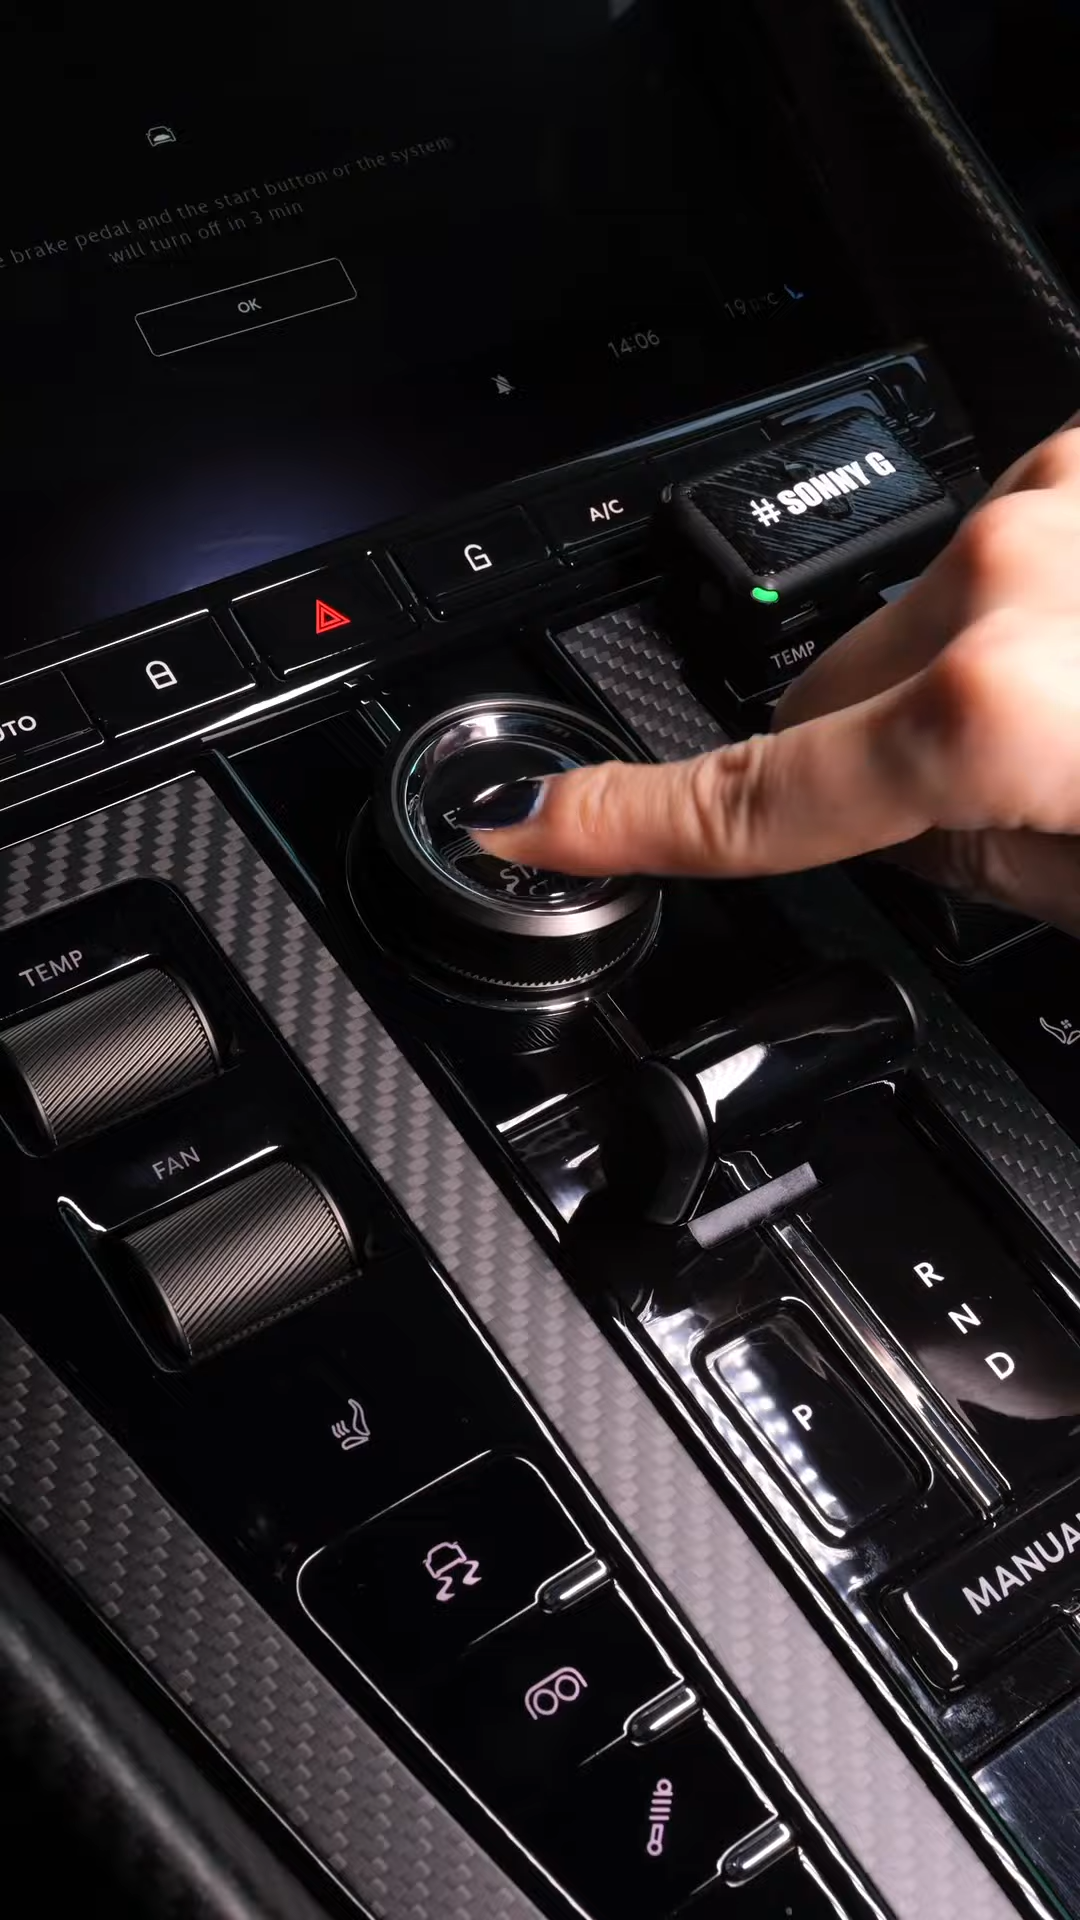 brake pedal and the start button or the system
will turn off in 3 min
OK
14:06
# SONNY G
A/C
TEMP
TEMP
FAN
R
N
D
P